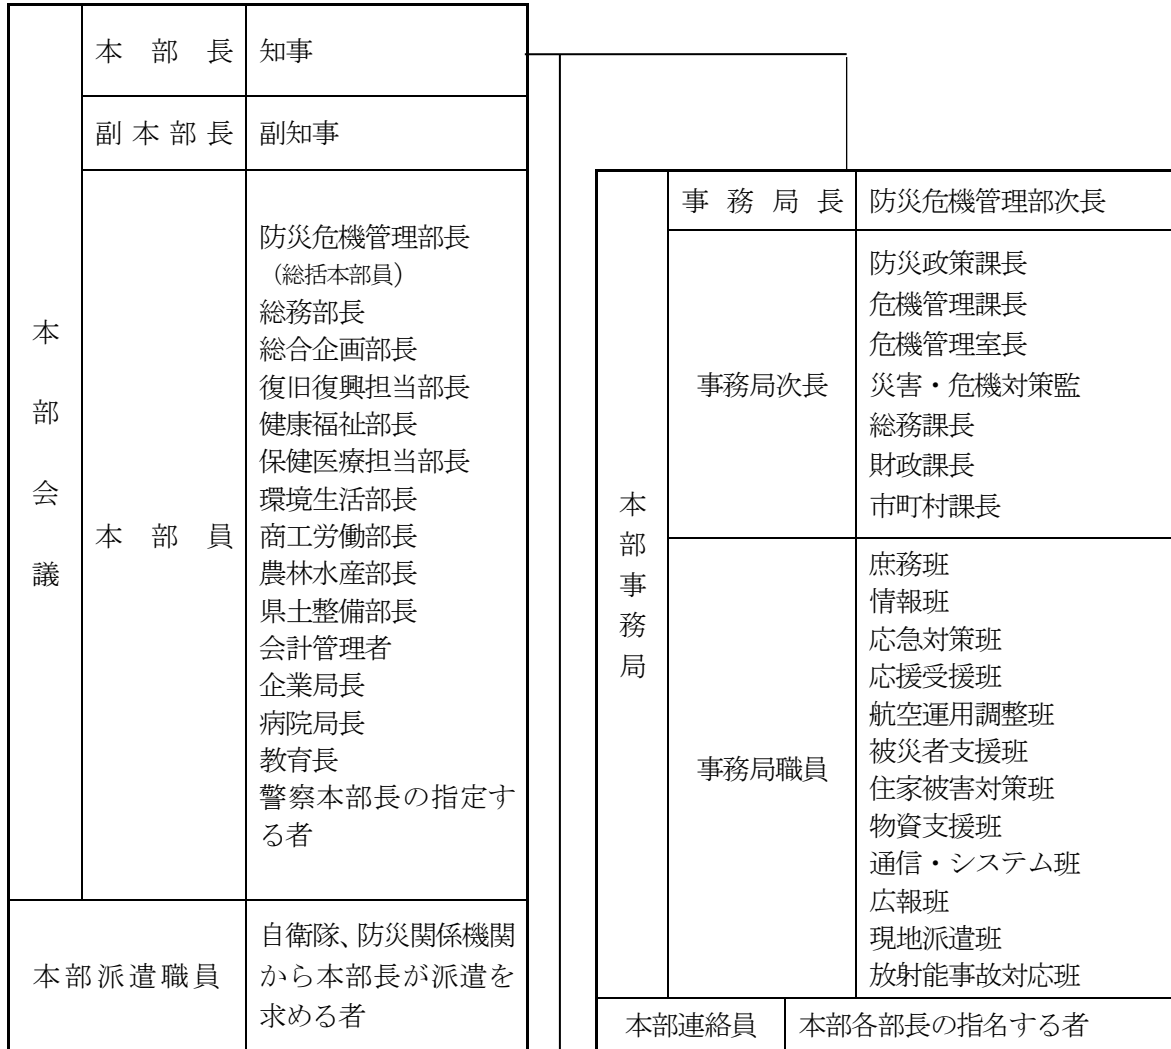 本部会議
本部長 知事
副本部長 副知事
本部員
防災危機管理部長
（総括本部員）
総務部長
総合企画部長
復旧復興担当部長
健康福祉部長
保健医療担当部長
環境生活部長
商工労働部長
農林水産部長
県土整備部長
会計管理者
企業局長
病院局長
教育長
警察本部長の指定す
る者
本部派遣職員
自衛隊、防災関係機関
から本部長が派遣を
求める者
本部事務局
事務局長 防災危機管理部次長
事務局次長
防災政策課長
危機管理課長
危機管理室長
災害・危機対策監
総務課長
財政課長
市町村課長
事務局職員
庶務班
情報班
応急対策班
応援受援班
航空運用調整班
被災者支援班
住家被害対策班
物資支援班
通信・システム班
広報班
現地派遣班
放射能事故対応班
本部連絡員 本部各部長の指名する者